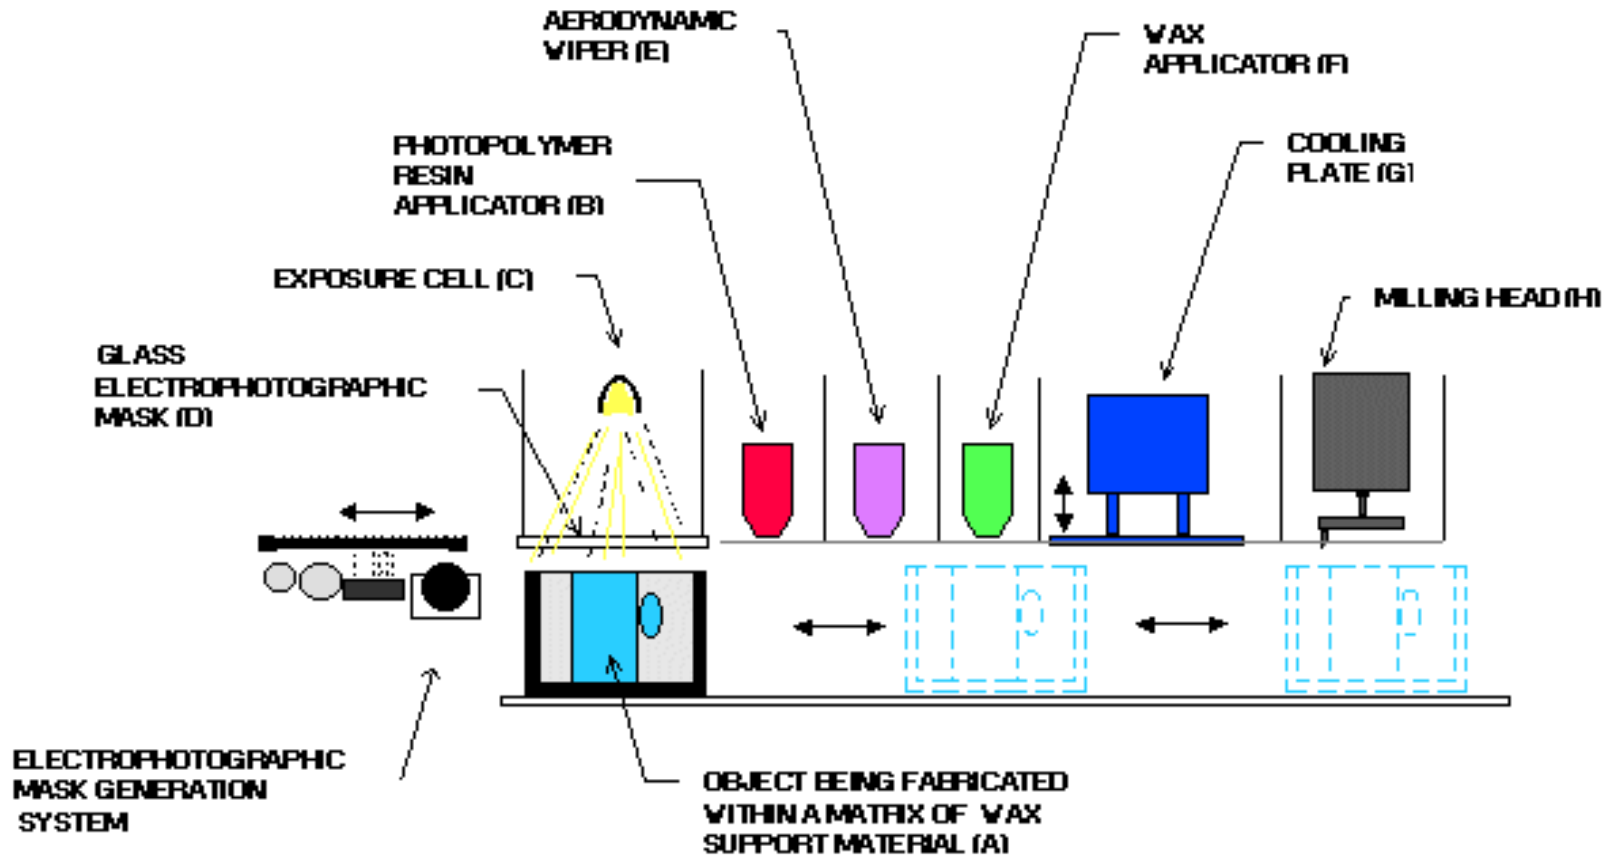 AERODYNAMIC
WIPER (E)
WAX
APPLICATOR (F)
PHOTOPOLYMER
RESIN
APPLICATOR (B)
COOLING
PLATE (G)
EXPOSURE CELL (C)
MILLING HEAD (H)
GLASS
ELECTROPHOTOGRAPHIC
MASK (D)
ELECTROPHOTOGRAPHIC
MASK GENERATION
SYSTEM
OBJECT BEING FABRICATED
WITHIN A MATRIX OF WAX
SUPPORT MATERIAL (A)